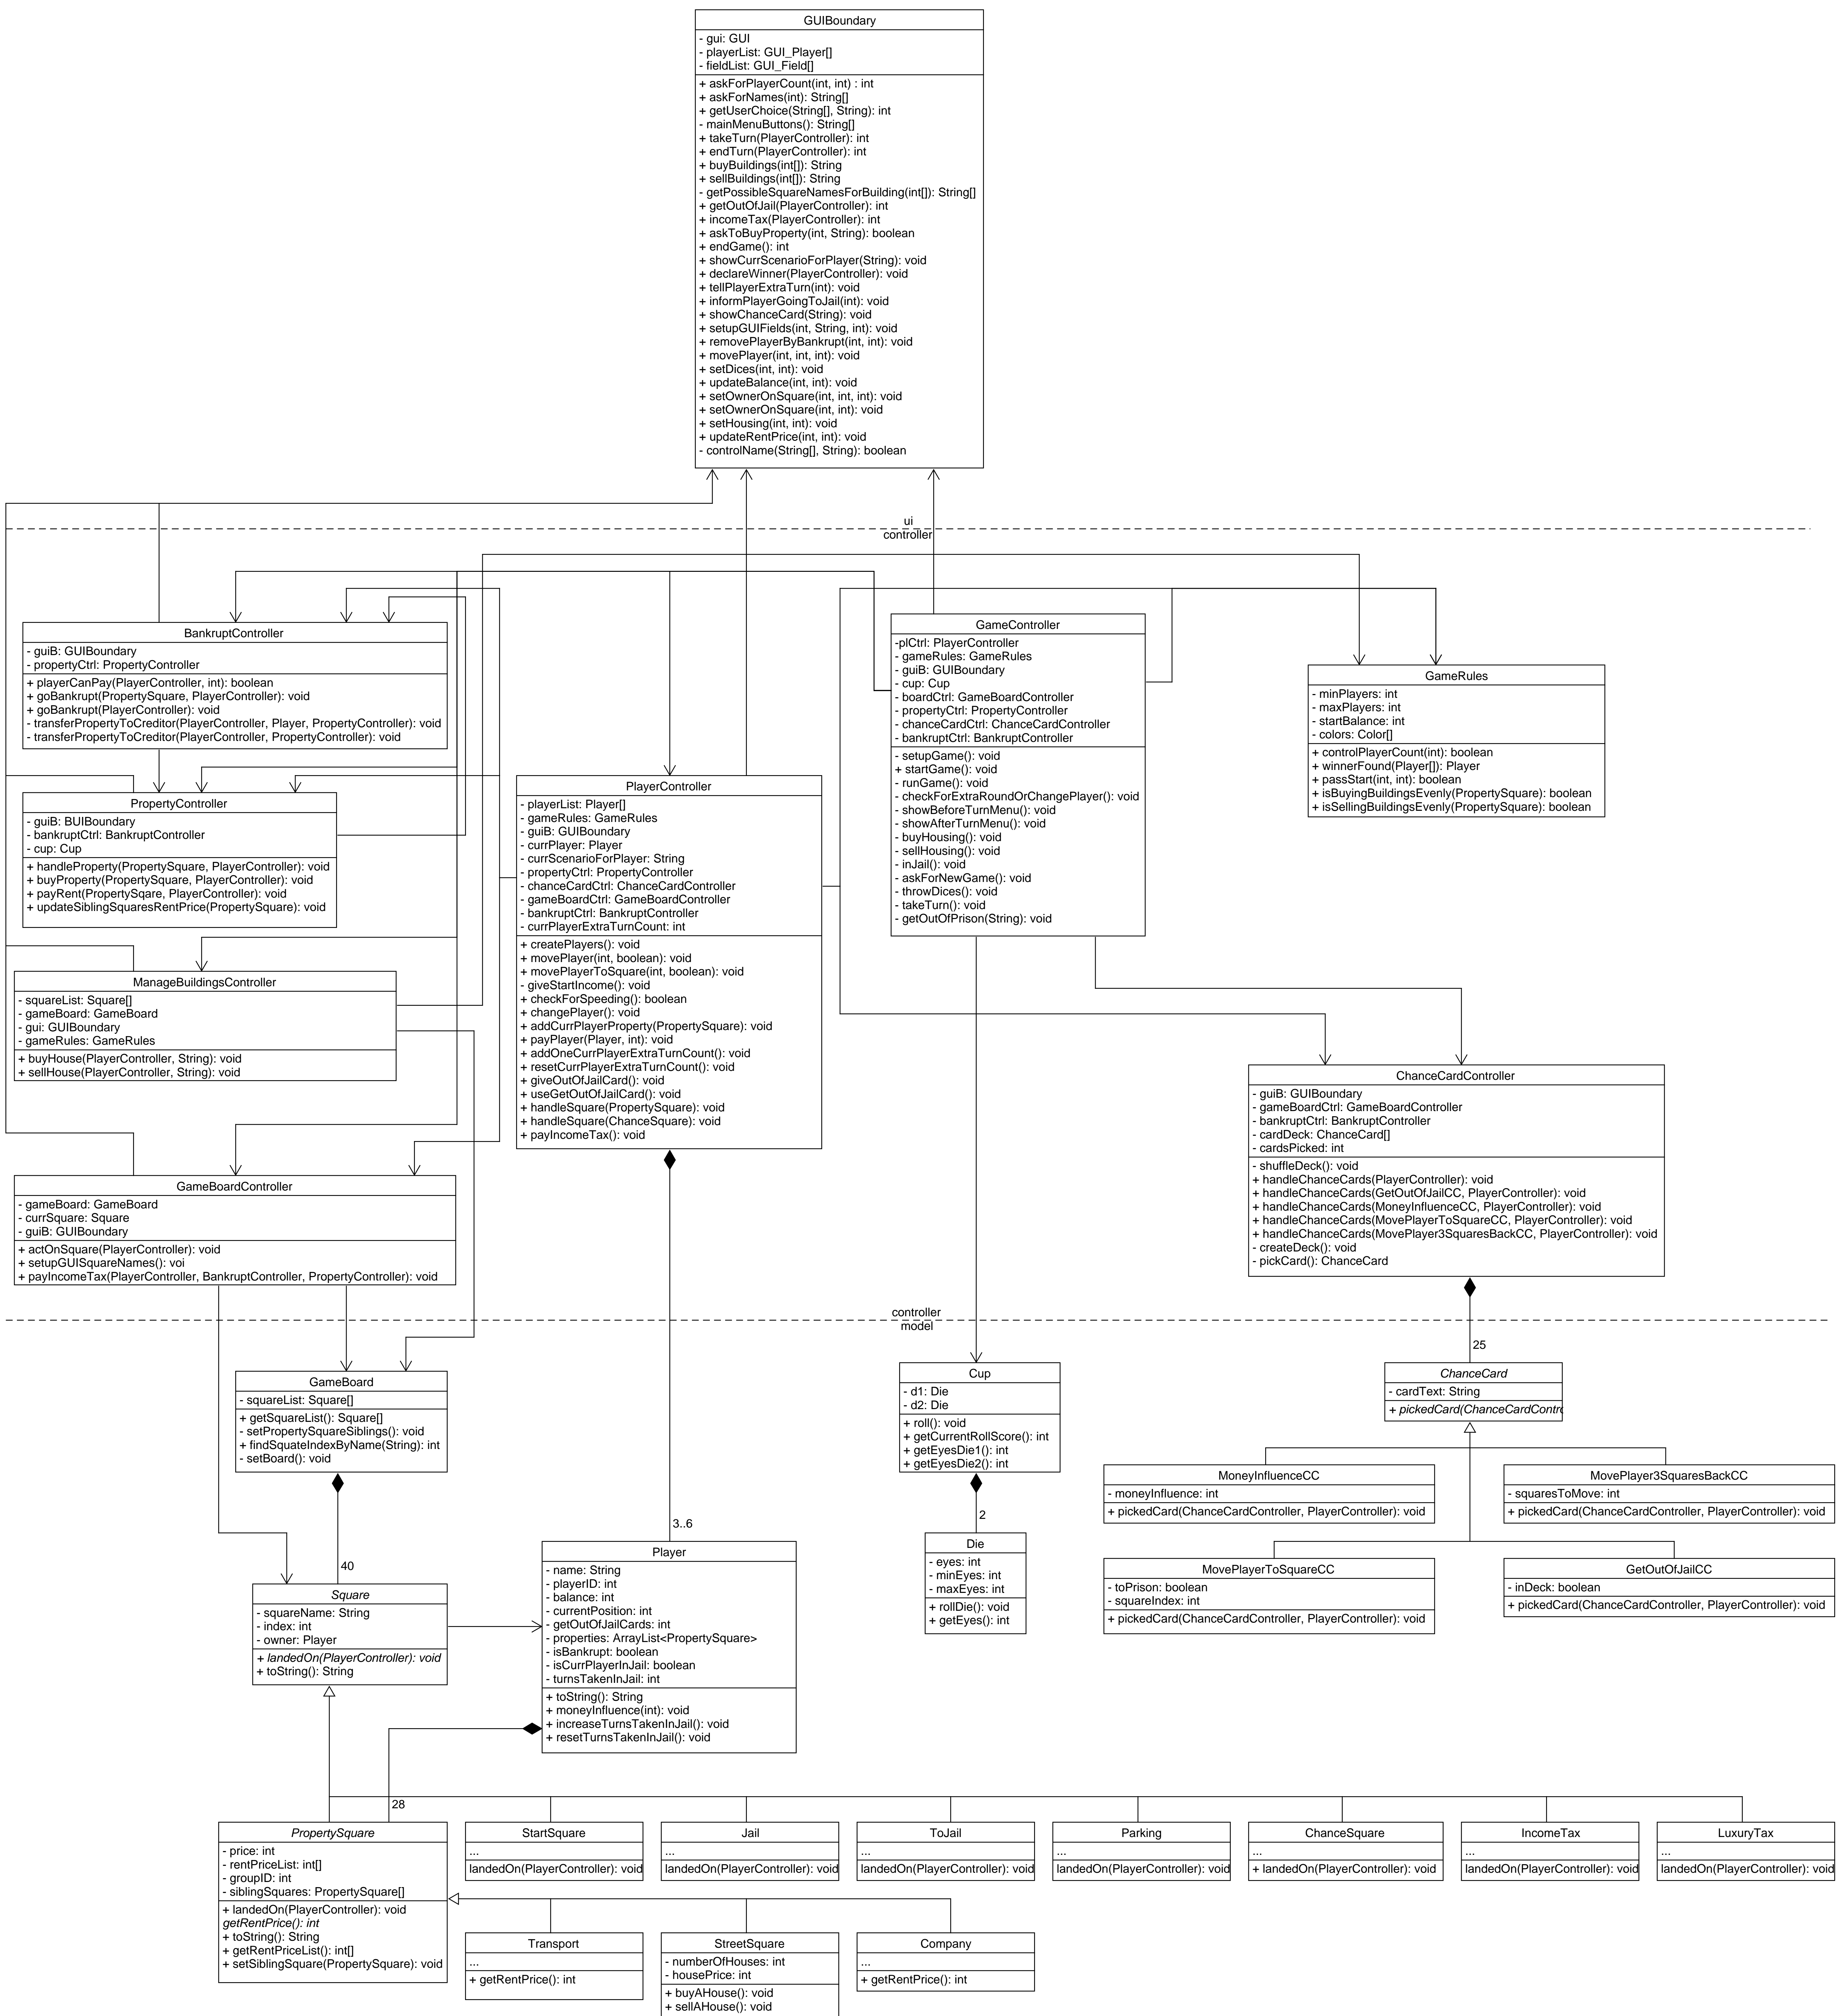 GUIBoundary
- gui: GUI
- playerList: GUI_Player[]
- fieldList: GUI_Field[]
+ askForPlayerCount(int, int) : int
+ askForNames(int): String[]
+ getUserChoice(String[], String): int
- mainMenuButtons(): String[]
+ takeTurn(PlayerController): int
+ endTurn(PlayerController): int
+ buyBuildings(int[]): String
+ sellBuildings(int[]): String
- getPossibleSquareNamesForBuilding(int[]): String[]
+ getOutOfJail(PlayerController): int
+ incomeTax(PlayerController): int
+ askToBuyProperty(int, String): boolean
+ endGame(): int
+ showCurrScenarioForPlayer(String): void
+ declareWinner(PlayerController): void
+ tellPlayerExtraTurn(int): void
+ informPlayerGoingToJail(int): void
+ showChanceCard(String): void
+ setupGUIFields(int, String, int): void
+ removePlayerByBankrupt(int, int): void
+ movePlayer(int, int, int): void
+ setDices(int, int): void
+ updateBalance(int, int): void
+ setOwnerOnSquare(int, int, int): void
+ setOwnerOnSquare(int, int): void
+ setHousing(int, int): void
+ updateRentPrice(int, int): void
- controlName(String[], String): boolean
ui
controller
BankruptController
- guiB: GUIBoundary
- propertyCtrl: PropertyController
+ playerCanPay(PlayerController, int): boolean
+ goBankrupt(PropertySquare, PlayerController): void
+ goBankrupt(PlayerController): void
- transferPropertyToCreditor(PlayerController, Player, PropertyController): void
- transferPropertyToCreditor(PlayerController, PropertyController): void
GameController
-plCtrl: PlayerController
- gameRules: GameRules
- guiB: GUIBoundary
- cup: Cup
- boardCtrl: GameBoardController
- propertyCtrl: PropertyController
- chanceCardCtrl: ChanceCardController
- bankruptCtrl: BankruptController
- setupGame(): void
+ startGame(): void
- runGame(): void
- checkForExtraRoundOrChangePlayer(): void
- showBeforeTurnMenu(): void
- showAfterTurnMenu(): void
- buyHousing(): void
- sellHousing(): void
- inJail(): void
- askForNewGame(): void
- throwDices(): void
- takeTurn(): void
- getOutOfPrison(String): void
GameRules
- minPlayers: int
- maxPlayers: int
- startBalance: int
- colors: Color[]
+ controlPlayerCount(int): boolean
+ winnerFound(Player[]): Player
+ passStart(int, int): boolean
+ isBuyingBuildingsEvenly(PropertySquare): boolean
+ isSellingBuildingsEvenly(PropertySquare): boolean
PropertyController
- guiB: BUIBoundary
- bankruptCtrl: BankruptController
- cup: Cup
+ handleProperty(PropertySquare, PlayerController): void
+ buyProperty(PropertySquare, PlayerController): void
+ payRent(PropertySqare, PlayerController): void
+ updateSiblingSquaresRentPrice(PropertySquare): void
PlayerController
- playerList: Player[]
- gameRules: GameRules
- guiB: GUIBoundary
- currPlayer: Player
- currScenarioForPlayer: String
- propertyCtrl: PropertyController
- chanceCardCtrl: ChanceCardController
- gameBoardCtrl: GameBoardController
- bankruptCtrl: BankruptController
- currPlayerExtraTurnCount: int
+ createPlayers(): void
+ movePlayer(int, boolean): void
+ movePlayerToSquare(int, boolean): void
- giveStartIncome(): void
+ checkForSpeeding(): boolean
+ changePlayer(): void
+ addCurrPlayerProperty(PropertySquare): void
+ payPlayer(Player, int): void
+ addOneCurrPlayerExtraTurnCount(): void
+ resetCurrPlayerExtraTurnCount(): void
+ giveOutOfJailCard(): void
+ useGetOutOfJailCard(): void
+ handleSquare(PropertySquare): void
+ handleSquare(ChanceSquare): void
+ payIncomeTax(): void
ManageBuildingsController
- squareList: Square[]
- gameBoard: GameBoard
- gui: GUIBoundary
- gameRules: GameRules
+ buyHouse(PlayerController, String): void
+ sellHouse(PlayerController, String): void
ChanceCardController
- guiB: GUIBoundary
- gameBoardCtrl: GameBoardController
- bankruptCtrl: BankruptController
- cardDeck: ChanceCard[]
- cardsPicked: int
- shuffleDeck(): void
+ handleChanceCards(PlayerController): void
+ handleChanceCards(GetOutOfJailCC, PlayerController): void
+ handleChanceCards(MoneyInfluenceCC, PlayerController): void
+ handleChanceCards(MovePlayerToSquareCC, PlayerController): void
+ handleChanceCards(MovePlayer3SquaresBackCC, PlayerController): void
- createDeck(): void
- pickCard(): ChanceCard
GameBoardController
- gameBoard: GameBoard
- currSquare: Square
- guiB: GUIBoundary
+ actOnSquare(PlayerController): void
+ setupGUISquareNames(): voi
+ payIncomeTax(PlayerController, BankruptController, PropertyController): void
controller
model
25
GameBoard
- squareList: Square[]
+ getSquareList(): Square[]
- setPropertySquareSiblings(): void
+ findSquateIndexByName(String): int
- setBoard(): void
Cup
- d1: Die
- d2: Die
+ roll(): void
+ getCurrentRollScore(): int
+ getEyesDie1(): int
+ getEyesDie2(): int
ChanceCard
- cardText: String
+ pickedCard(ChanceCardContro
MoneyInfluenceCC
- moneyInfluence: int
+ pickedCard(ChanceCardController, PlayerController): void
MovePlayer3SquaresBackCC
- squaresToMove: int
+ pickedCard(ChanceCardController, PlayerController): void
3..6
2
40
Die
- eyes: int
- minEyes: int
- maxEyes: int
+ rollDie(): void
+ getEyes(): int
Player
- name: String
- playerID: int
- balance: int
- currentPosition: int
- getOutOfJailCards: int
- properties: ArrayList<PropertySquare>
- isBankrupt: boolean
- isCurrPlayerInJail: boolean
- turnsTakenInJail: int
+ toString(): String
+ moneyInfluence(int): void
+ increaseTurnsTakenInJail(): void
+ resetTurnsTakenInJail(): void
MovePlayerToSquareCC
- toPrison: boolean
- squareIndex: int
+ pickedCard(ChanceCardController, PlayerController): void
GetOutOfJailCC
- inDeck: boolean
+ pickedCard(ChanceCardController, PlayerController): void
Square
- squareName: String
- index: int
- owner: Player
+ landedOn(PlayerController): void
+ toString(): String
28
PropertySquare
- price: int
- rentPriceList: int[]
- groupID: int
- siblingSquares: PropertySquare[]
+ landedOn(PlayerController): void
getRentPrice(): int
+ toString(): String
+ getRentPriceList(): int[]
+ setSiblingSquare(PropertySquare): void
StartSquare
...
landedOn(PlayerController): void
Jail
...
landedOn(PlayerController): void
ToJail
...
landedOn(PlayerController): void
Parking
...
landedOn(PlayerController): void
ChanceSquare
...
+ landedOn(PlayerController): void
IncomeTax
...
landedOn(PlayerController): void
LuxuryTax
...
landedOn(PlayerController): void
Transport
...
+ getRentPrice(): int
StreetSquare
- numberOfHouses: int
- housePrice: int
+ buyAHouse(): void
+ sellAHouse(): void
Company
...
+ getRentPrice(): int